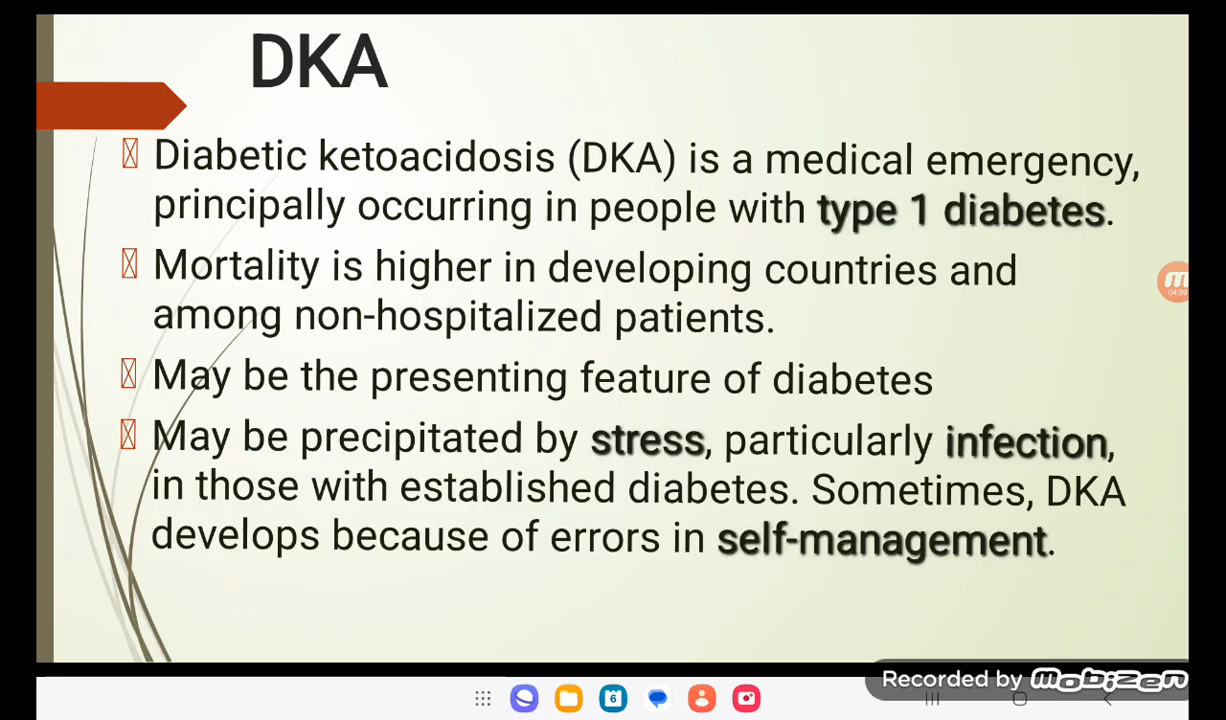 DKA
Diabetic ketoacidosis (DKA) is a medical emergency,
principally occurring in people with type 1 diabetes.
Mortality is higher in developing countries and
among non-hospitalized patients.
May be the presenting feature of diabetes
May be precipitated by stress, particularly infection,
in those with established diabetes. Sometimes, DKA
develops because of errors in self-management.
04:39
Recorded by mobizen
6